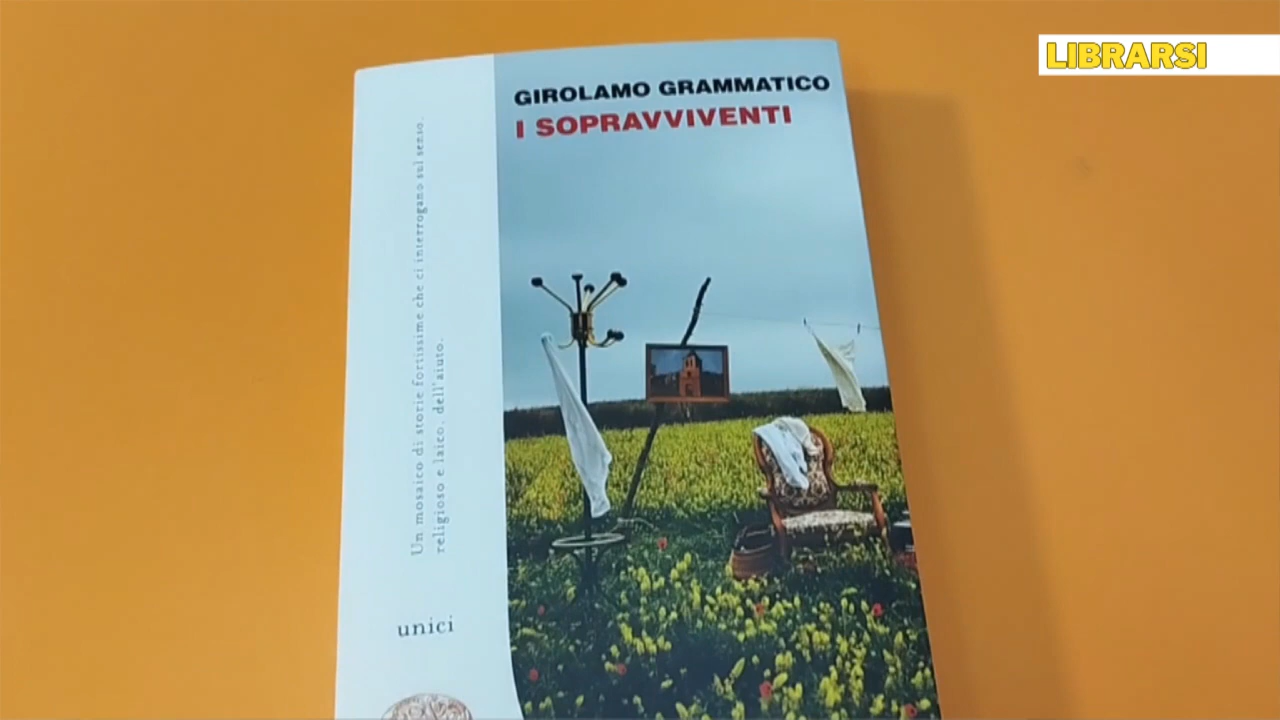 LIBRARSI
GIROLAMO GRAMMATICO
I SOPRAVVIVENTI
Un mosaico di storie fortissime che ci interrogano sul senso,
religioso e laico, dell'aiuto.
unici